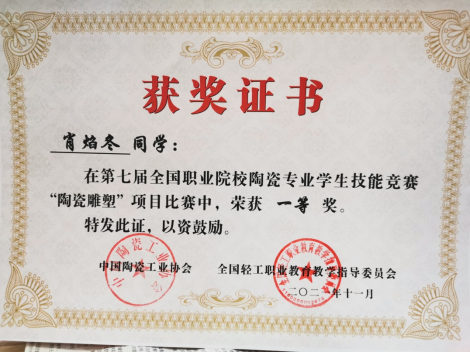 获奖证书
肖焰冬 同学：
在第七届全国职业院校陶瓷专业学生技能竞赛
“陶瓷雕塑”项目比赛中，荣获 一等 奖。
特发此证，以资鼓励。
中国陶瓷工业协会 全国轻工职业教育教学指导委员会
二〇二一年十一月